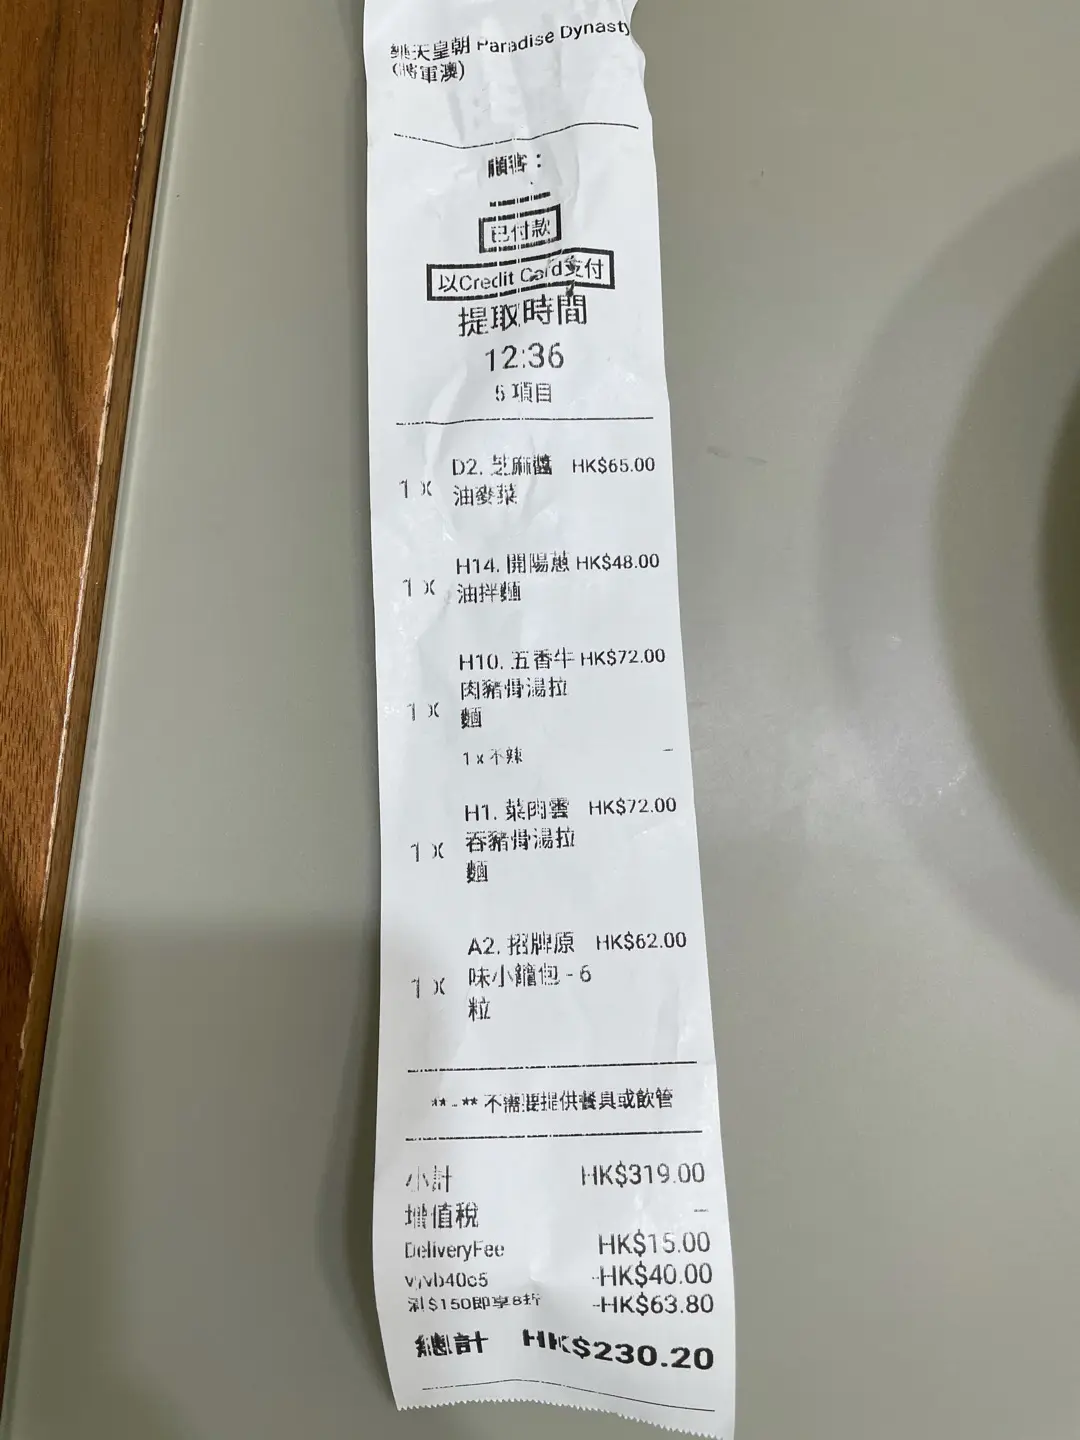 樂天皇朝 Paradise Dynasty
(將軍澳)
顧客：
已付款
以Credit Card支付
提取時間
12:36
5 項目
D2. 芝麻醬 HK$65.00
1 x 油麥菜
H14. 開陽蔥 HK$48.00
1 x 油拌麵
H10. 五香牛 HK$72.00
肉豬骨湯拉
1 x 麵
1 x 不辣 –
H1. 菜肉雲 HK$72.00
1 x 吞豬骨湯拉
麵
A2. 招牌原 HK$62.00
1 x 味小籠包 - 6
粒
** - ** 不需要提供餐具或飲管
小計 HK$319.00
增值稅 –
DeliveryFee HK$15.00
-HK$40.00
滿$150即享8折 -HK$63.80
總計 HK$230.20